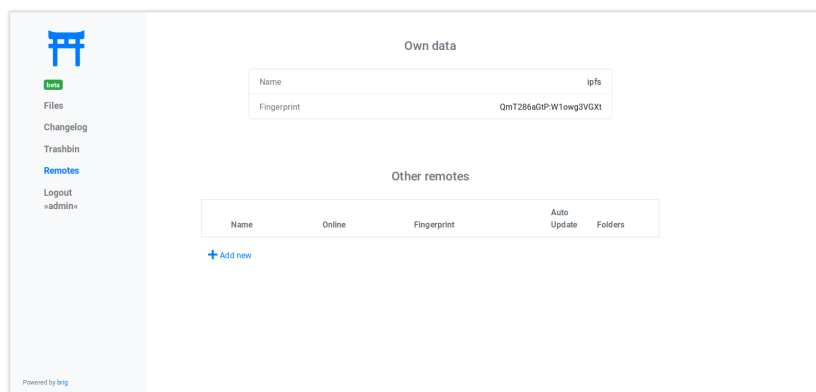 beta
Files
Changelog
Trashbin
Remotes
Logout
»admin«
Powered by brig
Own data
Name ipfs
Fingerprint QmT286aGtP:W1owg3VGXt
Other remotes
Name Online Fingerprint Auto Update Folders
Add new